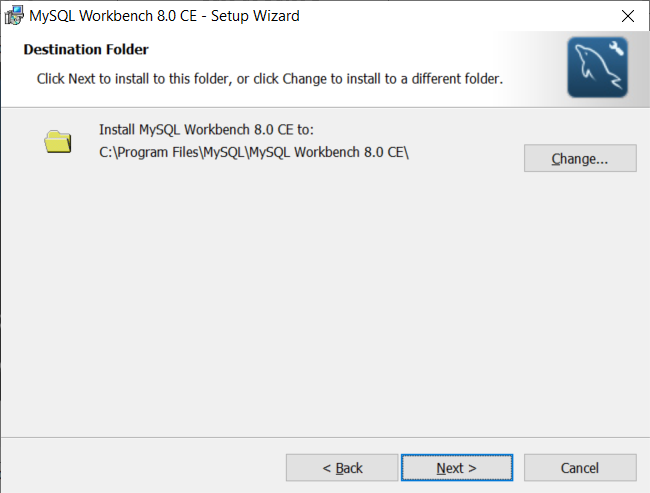 MySQL Workbench 8.0 CE - Setup Wizard
Destination Folder
Click Next to install to this folder, or click Change to install to a different folder.
Install MySQL Workbench 8.0 CE to:
C:\Program Files\MySQL\MySQL Workbench 8.0 CE\
Change...
< Back
Next >
Cancel